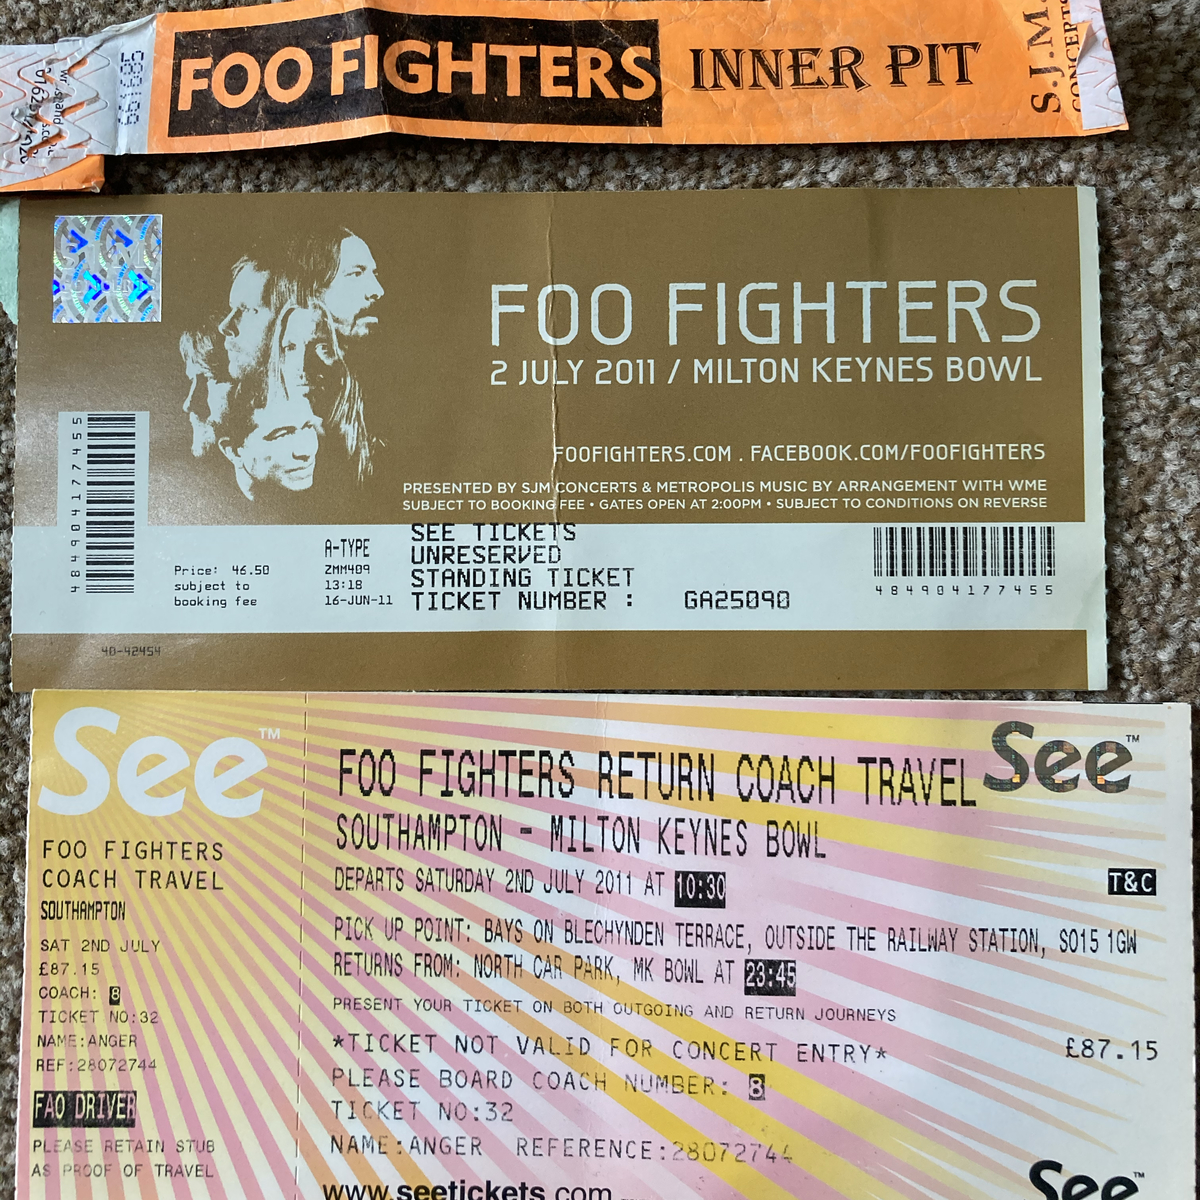 FOO FIGHTERS INNER PIT
S.J.M.
CONCERTS
FOO FIGHTERS
2 JULY 2011 / MILTON KEYNES BOWL
FOOFIGHTERS.COM . FACEBOOK.COM/FOOFIGHTERS
PRESENTED BY SJM CONCERTS & METROPOLIS MUSIC BY ARRANGEMENT WITH WME
SUBJECT TO BOOKING FEE • GATES OPEN AT 2:00PM • SUBJECT TO CONDITIONS ON REVERSE
484904177455
Price: 46.50
subject to
booking fee
A-TYPE
ZMM409
13:18
16-JUN-11
SEE TICKETS
UNRESERVED
STANDING TICKET
TICKET NUMBER : GA25090
484904177455
40-42454
See™
FOO FIGHTERS
COACH TRAVEL
SOUTHAMPTON
SAT 2ND JULY
£87.15
COACH: 8
TICKET NO:32
NAME:ANGER
REF:28072744
FAO DRIVER
PLEASE RETAIN STUB
AS PROOF OF TRAVEL
FOO FIGHTERS RETURN COACH TRAVEL
See™
SOUTHAMPTON - MILTON KEYNES BOWL
DEPARTS SATURDAY 2ND JULY 2011 AT 10:30
T&C
PICK UP POINT: BAYS ON BLECHYNDEN TERRACE, OUTSIDE THE RAILWAY STATION, SO15 1GW
RETURNS FROM: NORTH CAR PARK, MK BOWL AT 23:45
PRESENT YOUR TICKET ON BOTH OUTGOING AND RETURN JOURNEYS
*TICKET NOT VALID FOR CONCERT ENTRY*
£87.15
PLEASE BOARD COACH NUMBER: 8
TICKET NO:32
NAME:ANGER REFERENCE:28072744
www.seetickets.com
See™